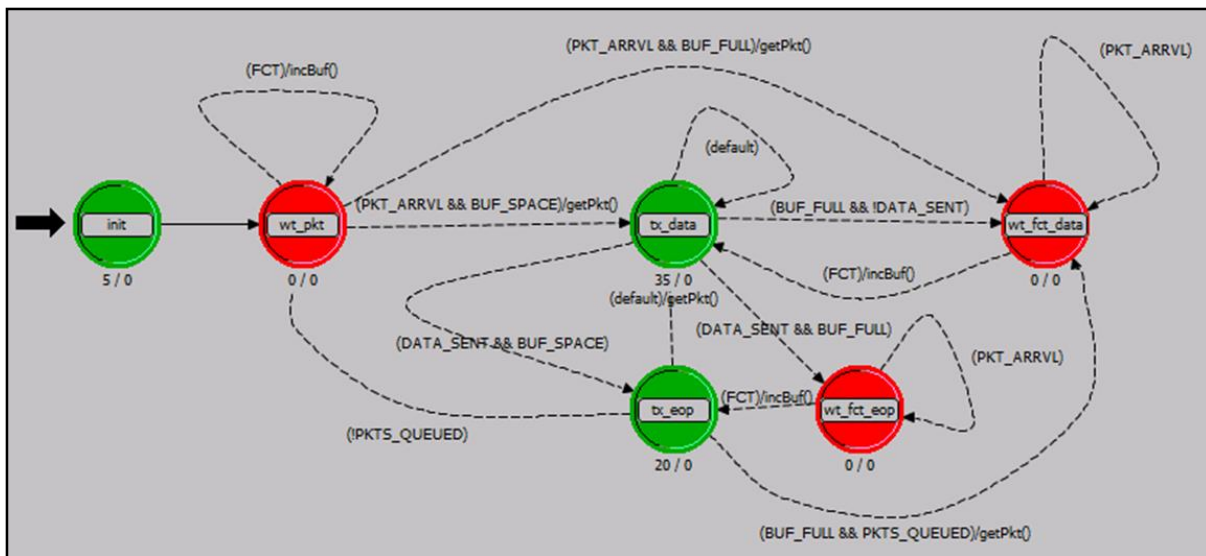 (PKT_ARRVL && BUF_FULL)/getPkt()
(PKT_ARRVL)
(FCT)/incBuf()
(default)
init
wt_pkt
(PKT_ARRVL && BUF_SPACE)/getPkt()
tx_data
(BUF_FULL && !DATA_SENT)
wt_fct_data
5 / 0
0 / 0
35 / 0
0 / 0
(FCT)/incBuf()
(default)/getPkt()
(DATA_SENT && BUF_SPACE)
(DATA_SENT && BUF_FULL)
(PKT_ARRVL)
tx_eop
(FCT)/incBuf()
wt_fct_eop
(!PKTS_QUEUED)
20 / 0
0 / 0
(BUF_FULL && PKTS_QUEUED)/getPkt()